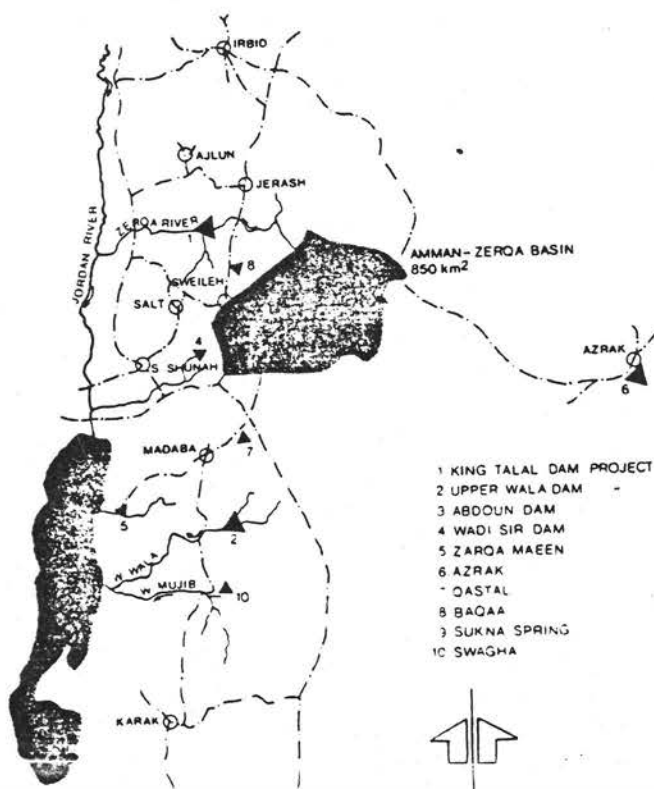 IRBID
AJLUN
JERASH
ZERQA RIVER
1
JORDAN RIVER
8
AMMAN-ZERQA BASIN
850 km²
SWEILEH
SALT
4
S SHUNAH
AZRAK
6
MADABA
7
5
2
W. WALA
W MUJIB
10
KARAK
1 KING TALAL DAM PROJECT
2 UPPER WALA DAM
3 ABDOUN DAM
4 WADI SIR DAM
5 ZARQA MAEEN
6 AZRAK
7 QASTAL
8 BAQAA
9 SUKNA SPRING
10 SWAGHA